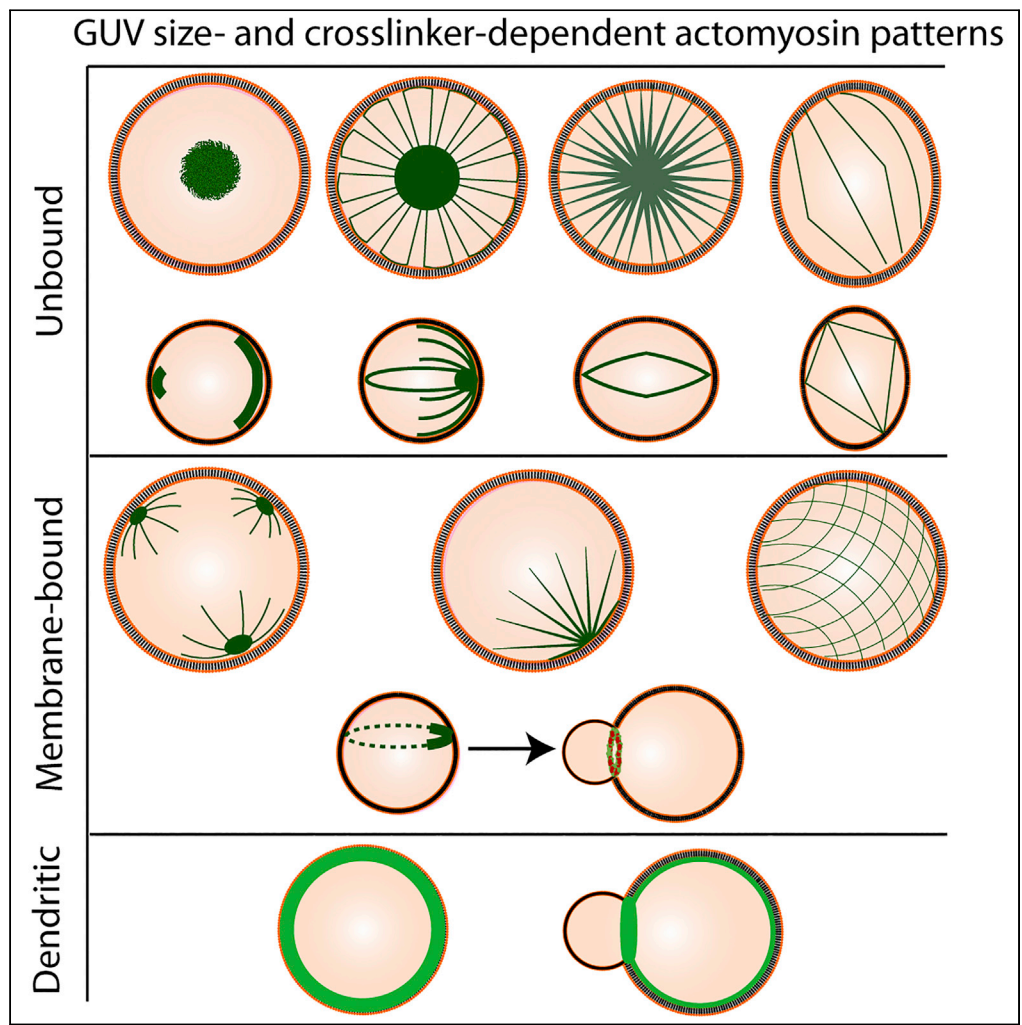 GUV size- and crosslinker-dependent actomyosin patterns
Unbound
Membrane-bound
Dendritic